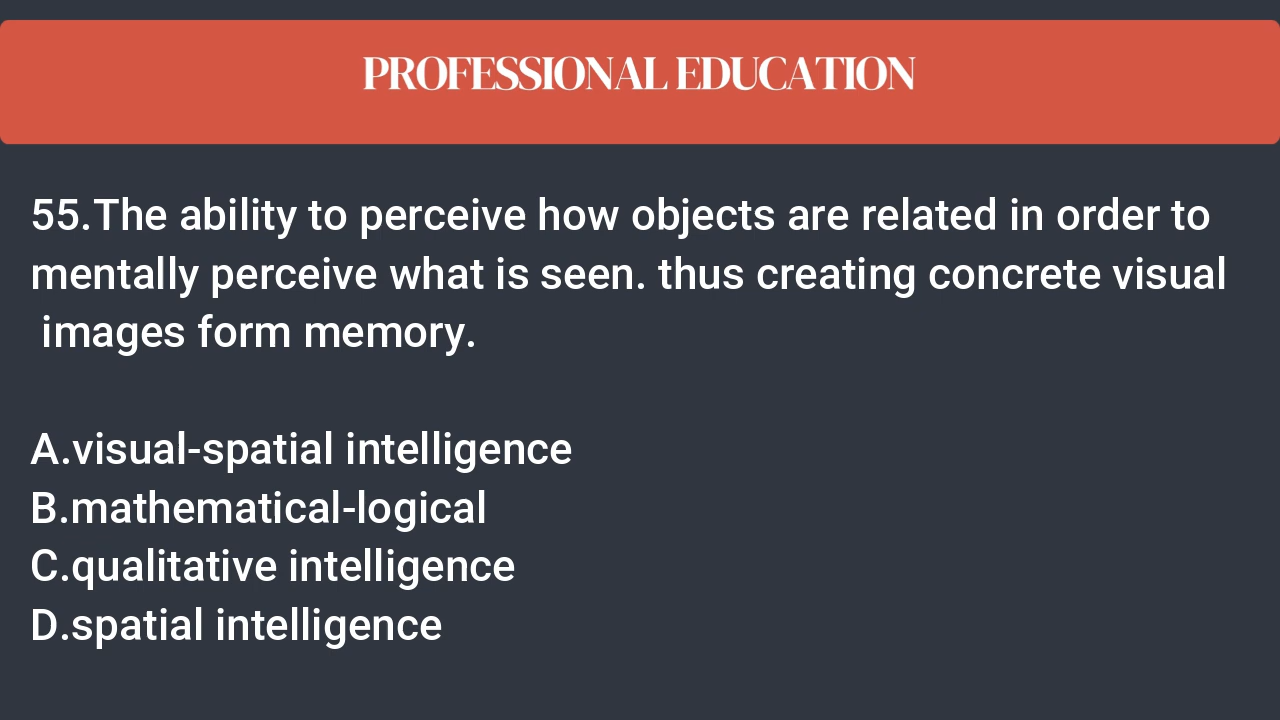 PROFESSIONAL EDUCATION
55.The ability to perceive how objects are related in order to
mentally perceive what is seen. thus creating concrete visual
images form memory.
A.visual-spatial intelligence
B.mathematical-logical
C.qualitative intelligence
D.spatial intelligence